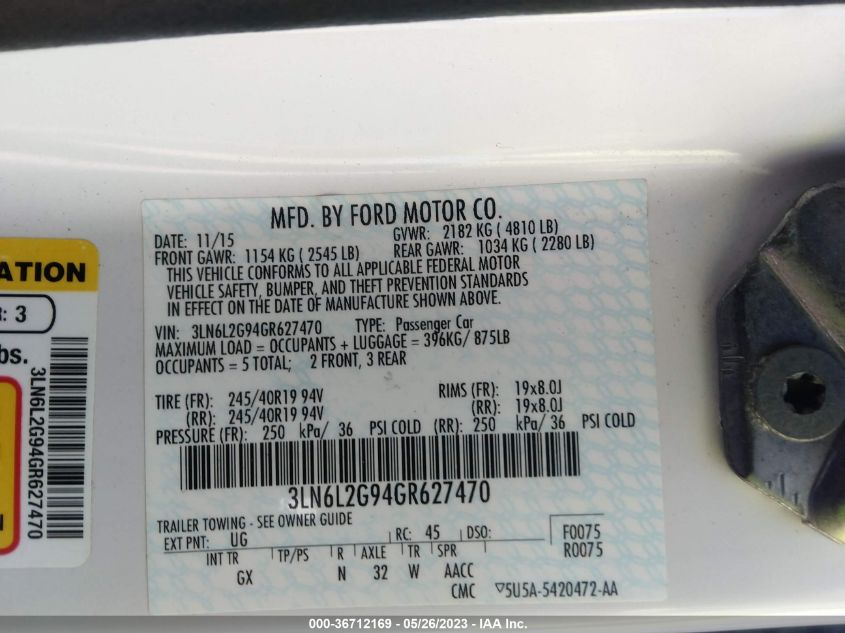 MFD. BY FORD MOTOR CO.
DATE: 11/15 GVWR: 2182 KG ( 4810 LB)
FRONT GAWR: 1154 KG ( 2545 LB) REAR GAWR: 1034 KG ( 2280 LB)
THIS VEHICLE CONFORMS TO ALL APPLICABLE FEDERAL MOTOR
VEHICLE SAFETY, BUMPER, AND THEFT PREVENTION STANDARDS
IN EFFECT ON THE DATE OF MANUFACTURE SHOWN ABOVE.
VIN: 3LN6L2G94GR627470 TYPE: Passenger Car
MAXIMUM LOAD = OCCUPANTS + LUGGAGE = 396KG/ 875LB
OCCUPANTS = 5 TOTAL; 2 FRONT, 3 REAR
TIRE (FR): 245/40R19 94V RIMS (FR): 19x8.0J
(RR): 245/40R19 94V (RR): 19x8.0J
PRESSURE (FR): 250 kPa/ 36 PSI COLD (RR): 250 kPa/ 36 PSI COLD
3LN6L2G94GR627470
TRAILER TOWING - SEE OWNER GUIDE
EXT PNT: UG RC: 45 DSO: F0075
R0075
INT TR TP/PS R AXLE TR SPR
GX N 32 W AACC
CMC ▽5U5A-5420472-AA
ATION
R: 3
bs.
3LN6L2G94GR627470
N
000-36712169 - 05/26/2023 - IAA Inc.